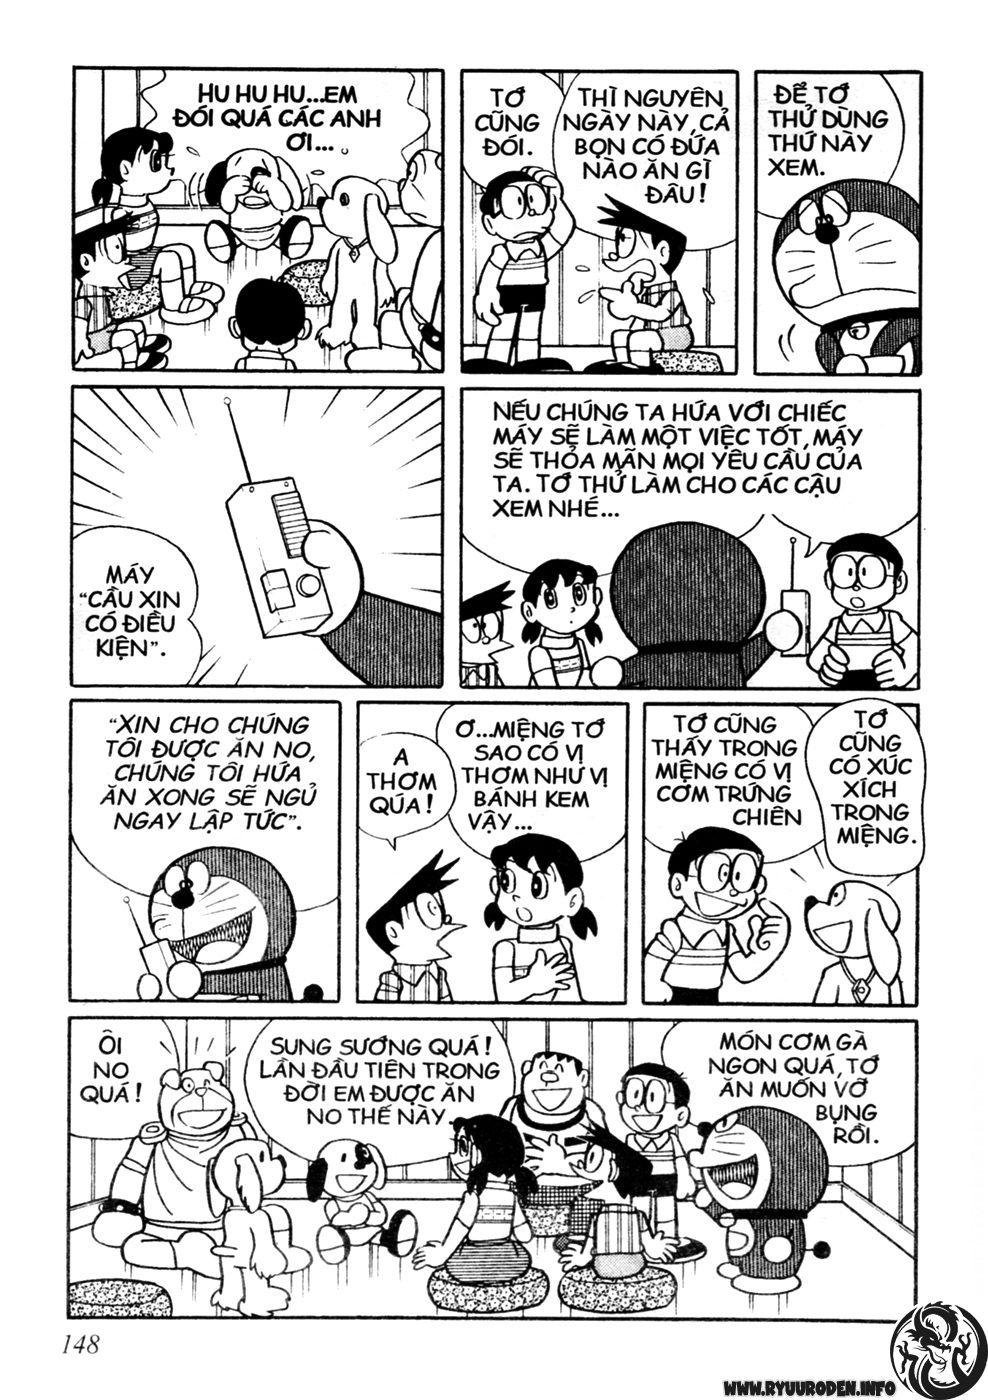 HU HU HU...EM
ĐÓI QUÁ CÁC ANH
ƠI...
TỚ
CŨNG
ĐÓI.
THÌ NGUYÊN
NGÀY NÀY, CẢ
BỌN CÓ ĐỨA
NÀO ĂN GÌ
ĐÂU!
ĐỂ TỚ
THỬ DÙNG
THỨ NÀY
XEM.
MÁY
"CẦU XIN
CÓ ĐIỀU
KIỆN".
NẾU CHÚNG TA HỨA VỚI CHIẾC
MÁY SẼ LÀM MỘT VIỆC TỐT, MÁY
SẼ THỎA MÃN MỌI YÊU CẦU CỦA
TA. TỚ THỬ LÀM CHO CÁC CẬU
XEM NHÉ...
"XIN CHO CHÚNG
TÔI ĐƯỢC ĂN NO,
CHÚNG TÔI HỨA
ĂN XONG SẼ NGỦ
NGAY LẬP TỨC".
A
THƠM
QÚA!
Ơ...MIỆNG TỚ
SAO CÓ VỊ
THƠM NHƯ VỊ
BÁNH KEM
VẬY...
TỚ CŨNG
THẤY TRONG
MIỆNG CÓ VỊ
CƠM TRỨNG
CHIÊN
TỚ
CŨNG
CÓ XÚC
XÍCH
TRONG
MIỆNG.
ÔI
NO
QUÁ!
SUNG SƯỚNG QUÁ!
LẦN ĐẦU TIÊN TRONG
ĐỜI EM ĐƯỢC ĂN
NO THẾ NÀY.
MÓN CƠM GÀ
NGON QUÁ, TỚ
ĂN MUỐN VỠ
BỤNG
RỒI.
148
WWW.RYUURODEN.INFO